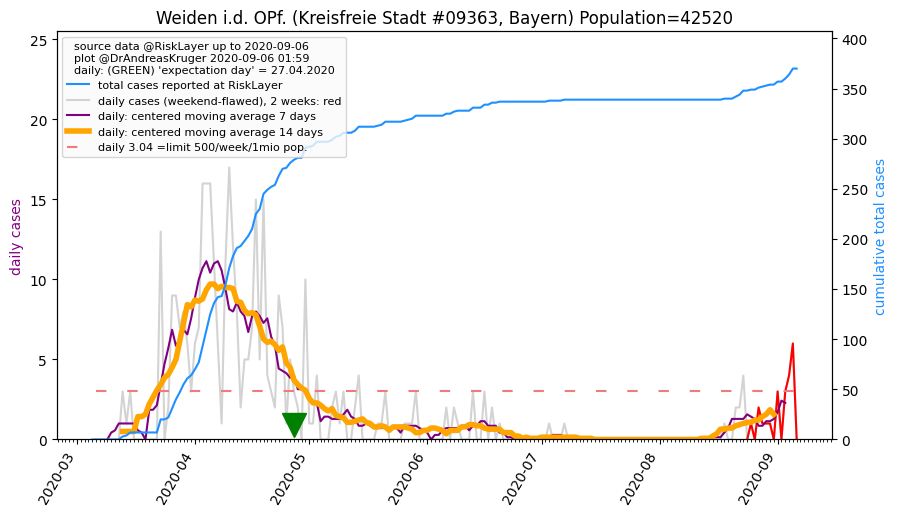 Weiden i.d. OPf. (Kreisfreie Stadt #09363, Bayern) Population=42520
source data @RiskLayer up to 2020-09-06
plot @DrAndreasKruger 2020-09-06 01:59
daily: (GREEN) 'expectation day' = 27.04.2020
total cases reported at RiskLayer
daily cases (weekend-flawed), 2 weeks: red
daily: centered moving average 7 days
daily: centered moving average 14 days
daily 3.04 =limit 500/week/1mio pop.
daily cases
25
20
15
10
5
0
cumulative total cases
400
350
300
250
200
150
100
50
0
2020-03
2020-04
2020-05
2020-06
2020-07
2020-08
2020-09